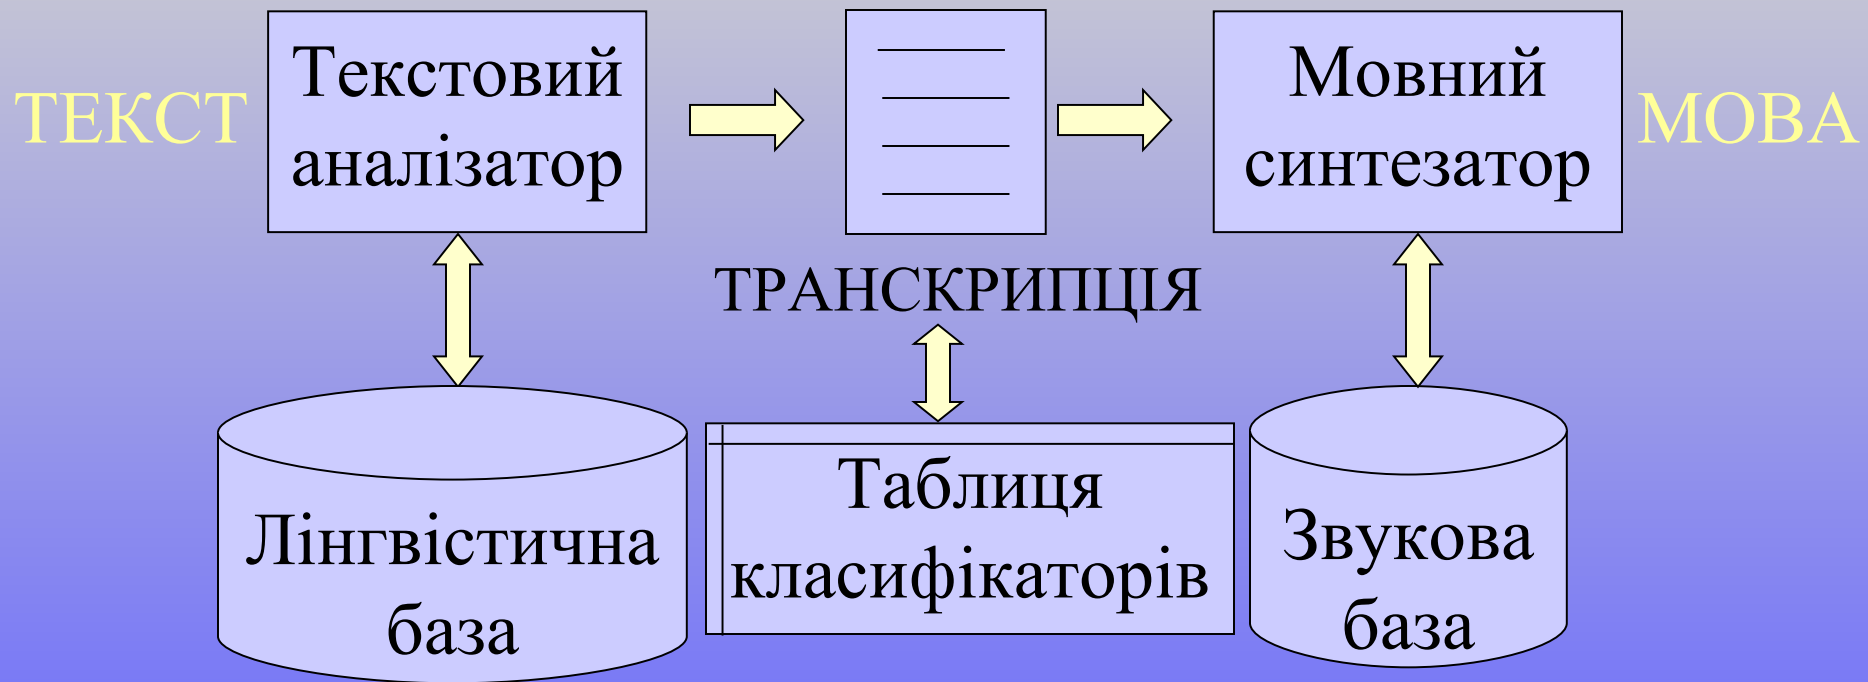 ТЕКСТ
Текстовий
аналізатор
Мовний
синтезатор
МОВА
ТРАНСКРИПЦІЯ
Лінгвістична
база
Таблиця
класифікаторів
Звукова
база